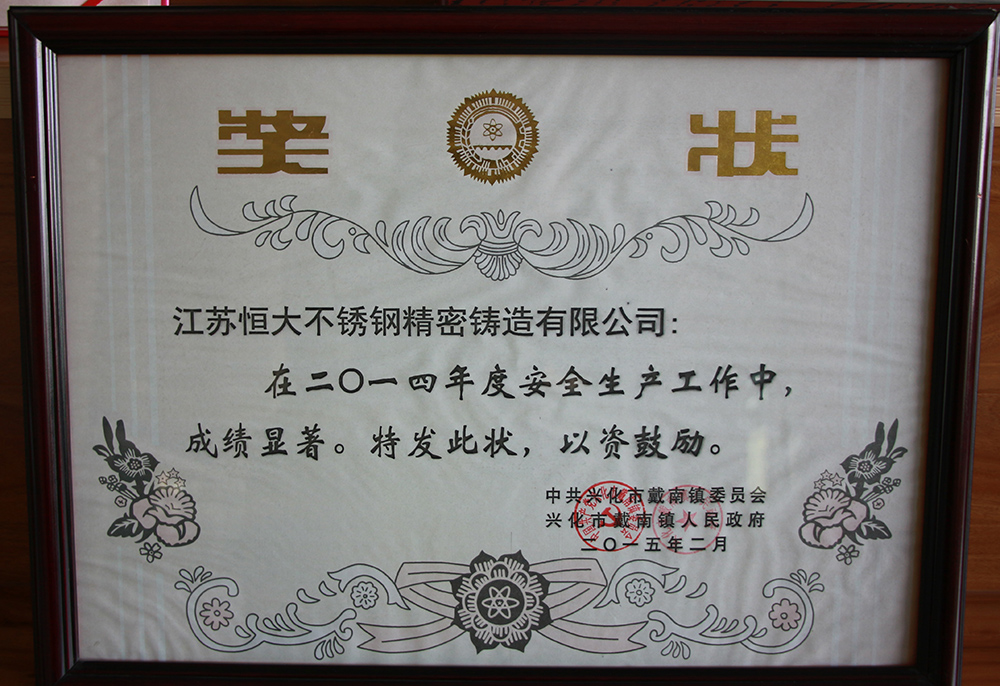 奖 状
江苏恒大不锈钢精密铸造有限公司：
在二〇一四年度安全生产工作中，
成绩显著。特发此状，以资鼓励。
中共兴化市戴南镇委员会
兴化市戴南镇人民政府
二〇一五年二月